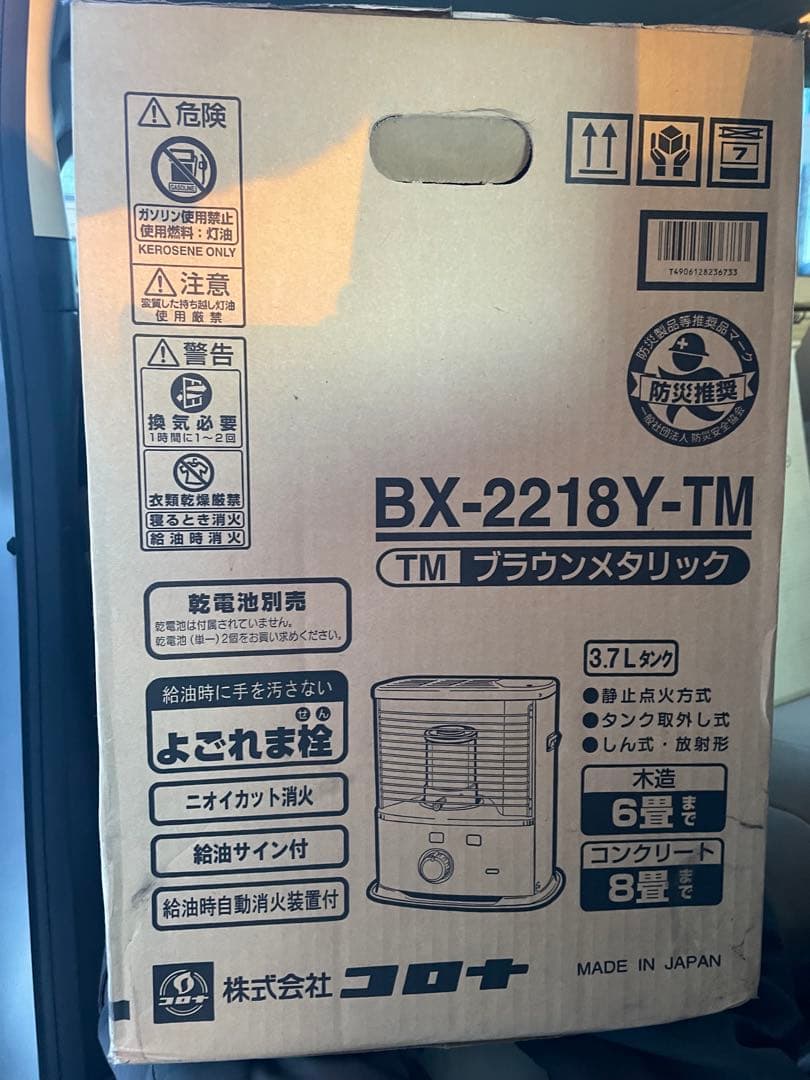 危険
GASOLINE
ガソリン使用禁止
使用燃料：灯油
KEROSENE ONLY
注意
変質した持ち越し灯油
使用厳禁
警告
換気必要
1時間に1～2回
衣類乾燥厳禁
寝るとき消火
給油時消火
7
T4906128236733
防災製品等推奨品マーク
防災推奨
一般社団法人 防災安全協会
BX-2218Y-TM
TM ブラウンメタリック
乾電池別売
乾電池は付属されていません。
乾電池（単一）2個をお買い求めください。
給油時に手を汚さない
せん
よごれま栓
ニオイカット消火
給油サイン付
給油時自動消火装置付
3.7Lタンク
●静止点火方式
●タンク取外し式
●しん式・放射形
木造
6畳まで
コンクリート
8畳まで
コロナ
株式会社 コロナ
MADE IN JAPAN